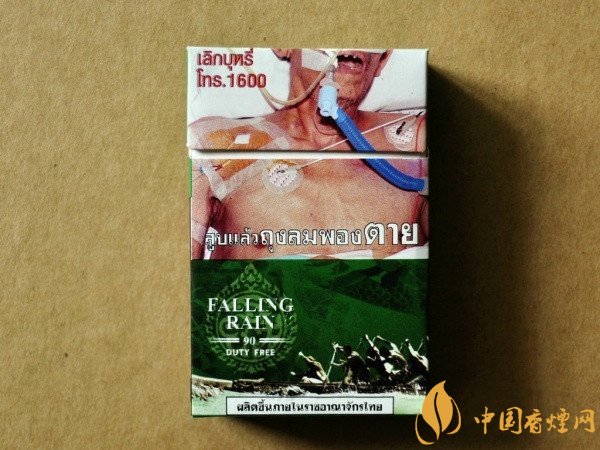 เลิกบุหรี่
โทร.1600
สูบแล้วถุงลมพองตาย
FALLING
RAIN
90
DUTY FREE
ผลิตขึ้นภายในราชอาณาจักรไทย
中国香烟网